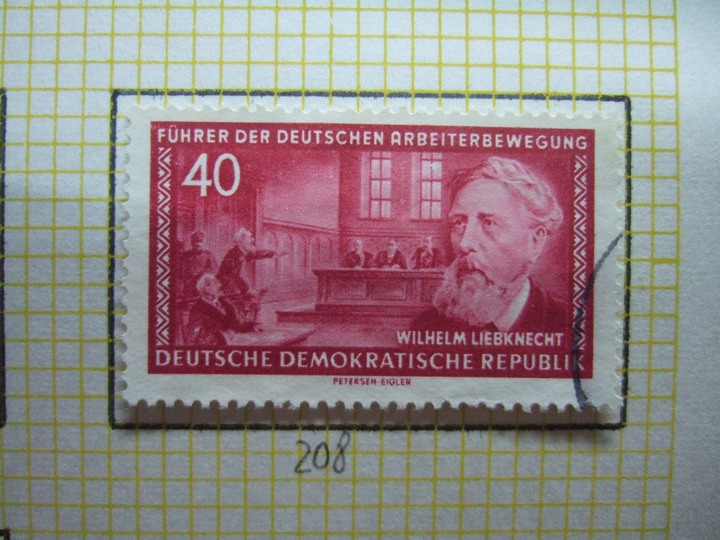 FÜHRER DER DEUTSCHEN ARBEITERBEWEGUNG
40
WILHELM LIEBKNECHT
DEUTSCHE DEMOKRATISCHE REPUBLIK
PETERSEN-EIGLER
208